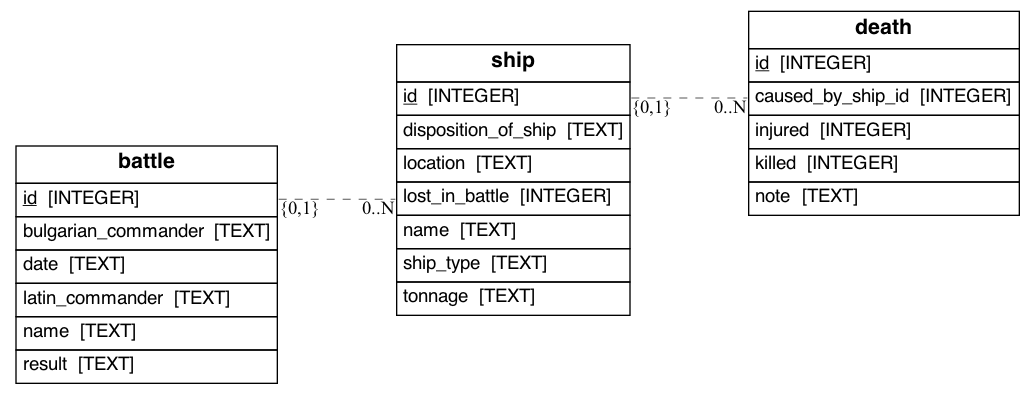 battle
id [INTEGER]
bulgarian_commander [TEXT]
date [TEXT]
latin_commander [TEXT]
name [TEXT]
result [TEXT]
{0,1}
0..N
ship
id [INTEGER]
disposition_of_ship [TEXT]
location [TEXT]
lost_in_battle [INTEGER]
name [TEXT]
ship_type [TEXT]
tonnage [TEXT]
{0,1}
0..N
death
id [INTEGER]
caused_by_ship_id [INTEGER]
injured [INTEGER]
killed [INTEGER]
note [TEXT]